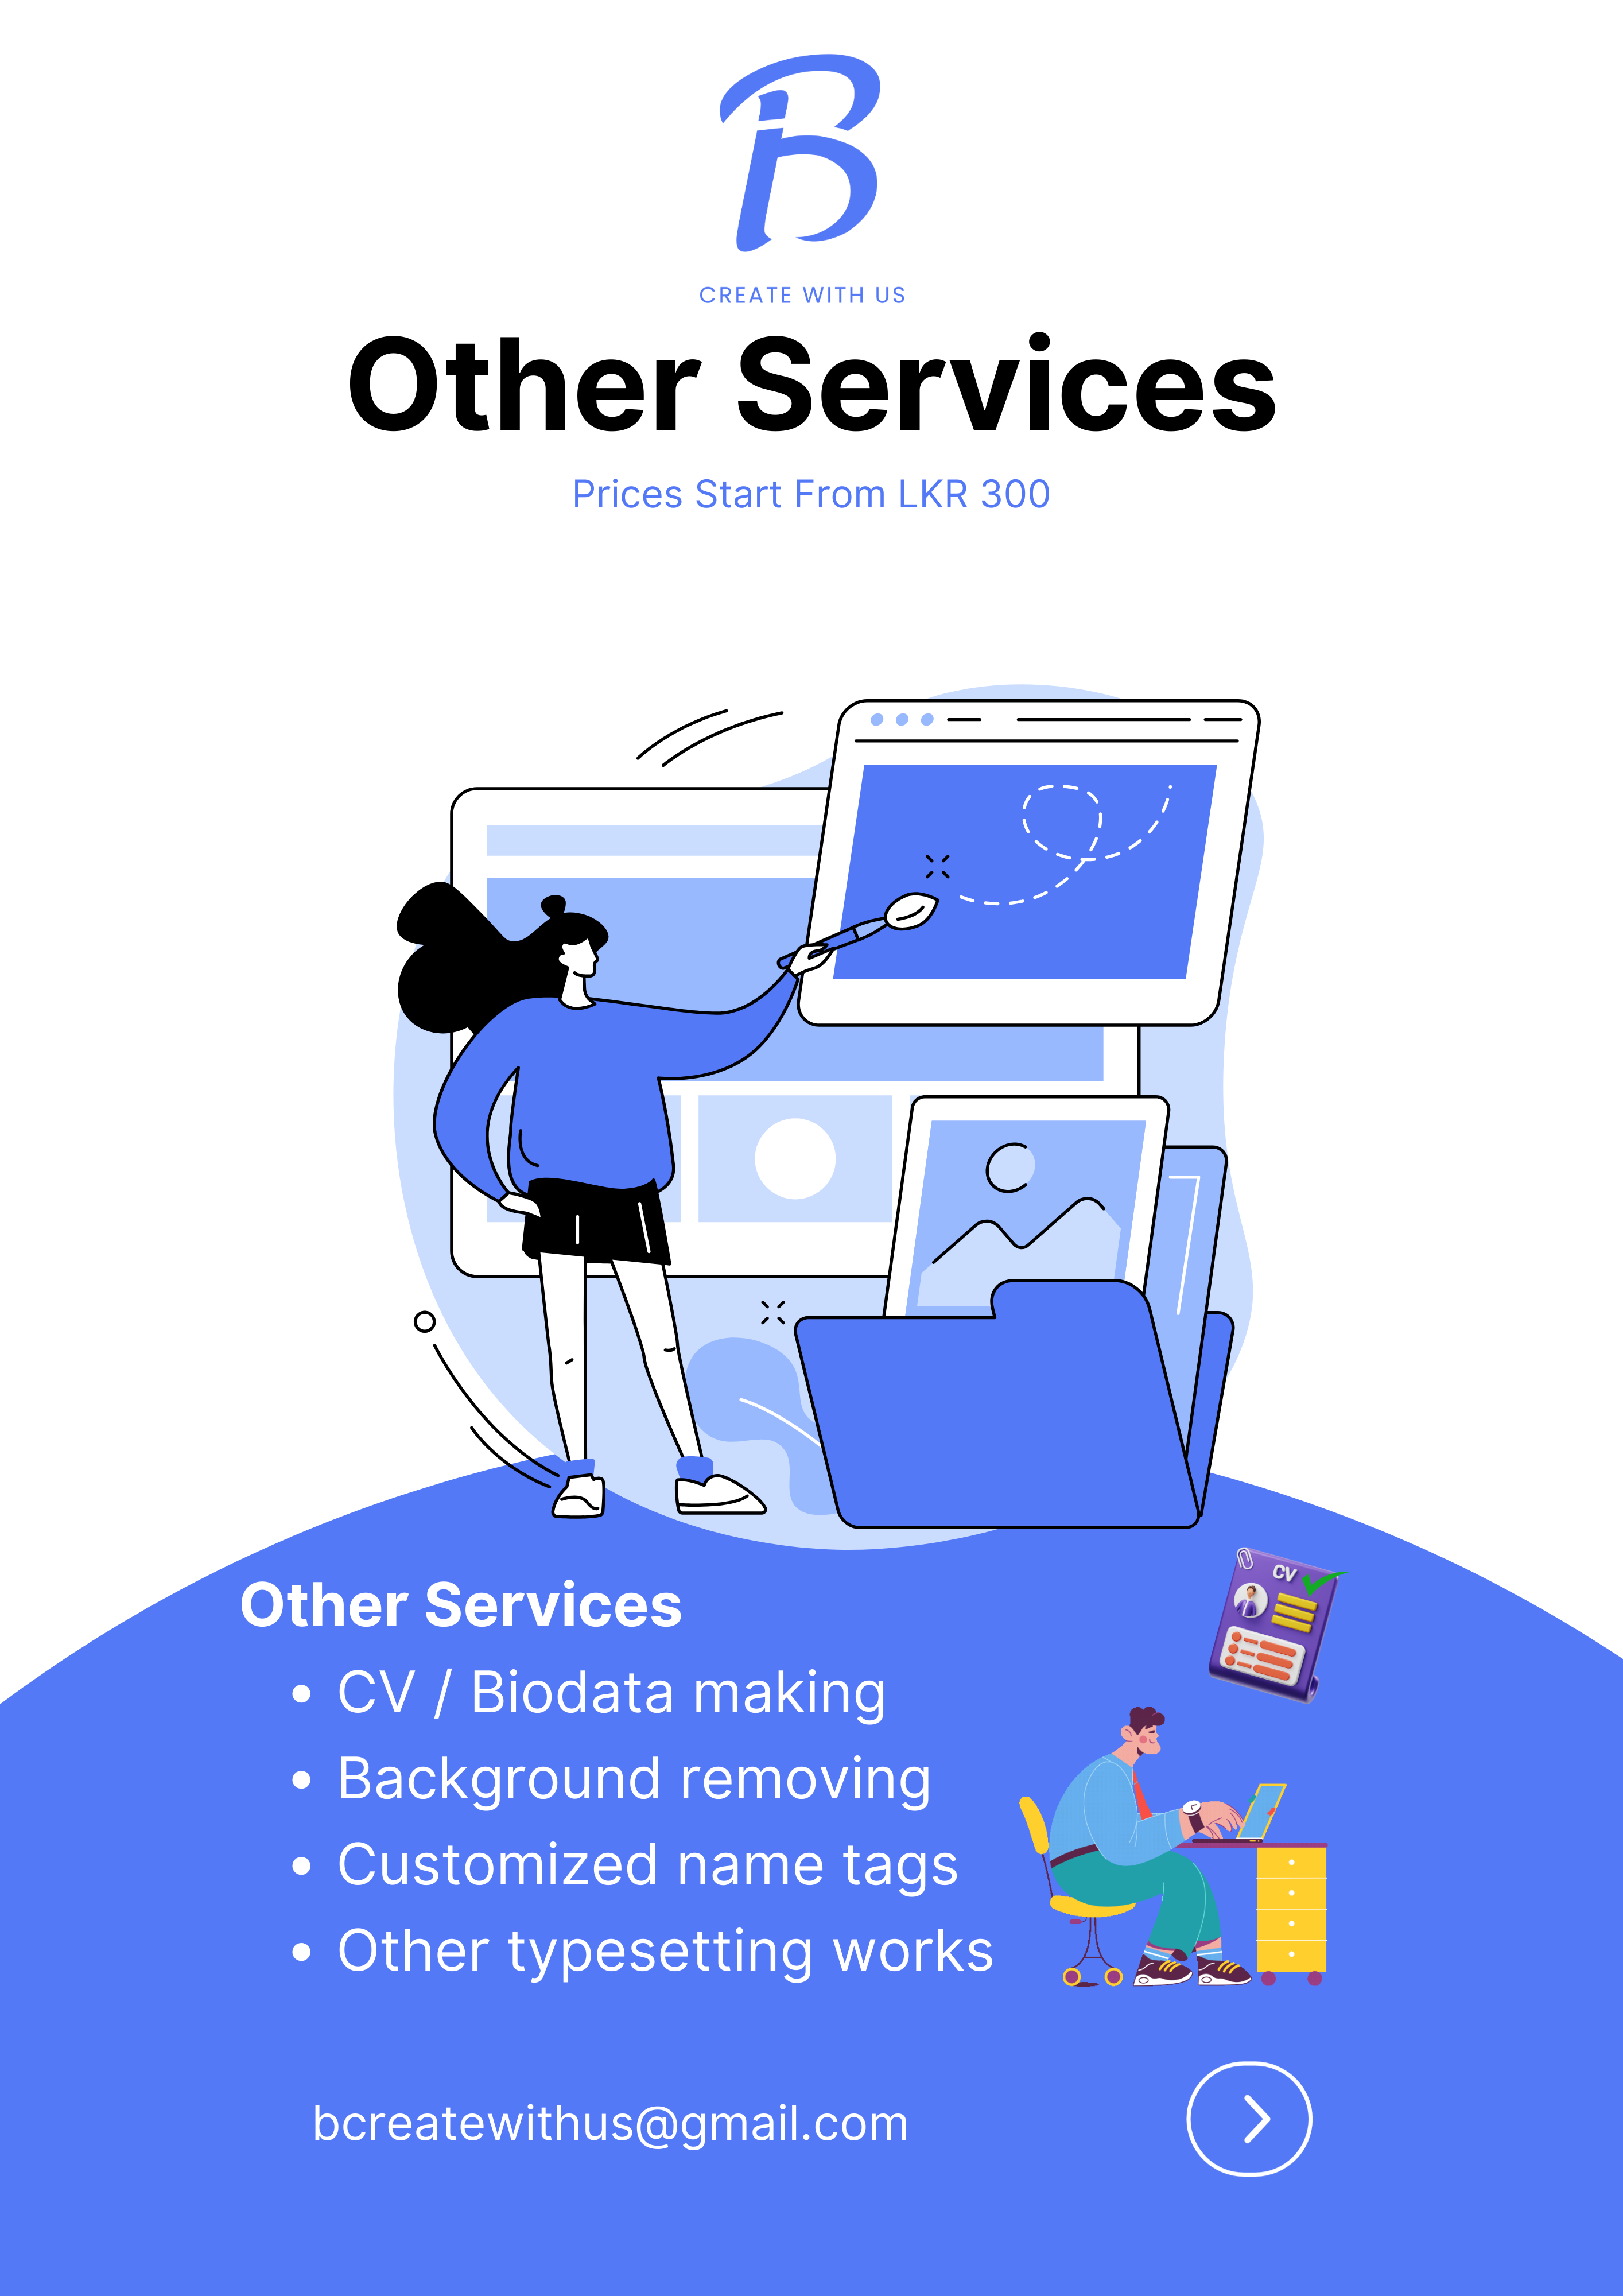 B
CREATE WITH US
Other Services
Prices Start From LKR 300
CV
Other Services
• CV / Biodata making
• Background removing
• Customized name tags
• Other typesetting works
bcreatewithus@gmail.com